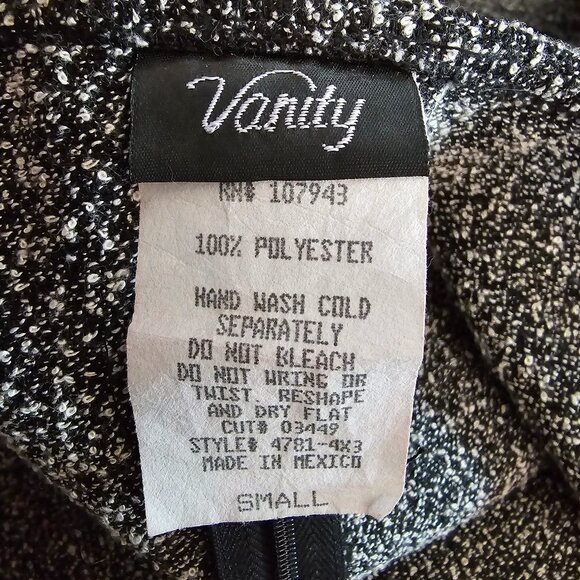 Vanity
RN# 107943
100% POLYESTER
HAND WASH COLD
SEPARATELY
DO NOT BLEACH
DO NOT WRING OR
TWIST. RESHAPE
AND DRY FLAT
CUT# 03449
STYLE# 4781-4X3
MADE IN MEXICO
SMALL